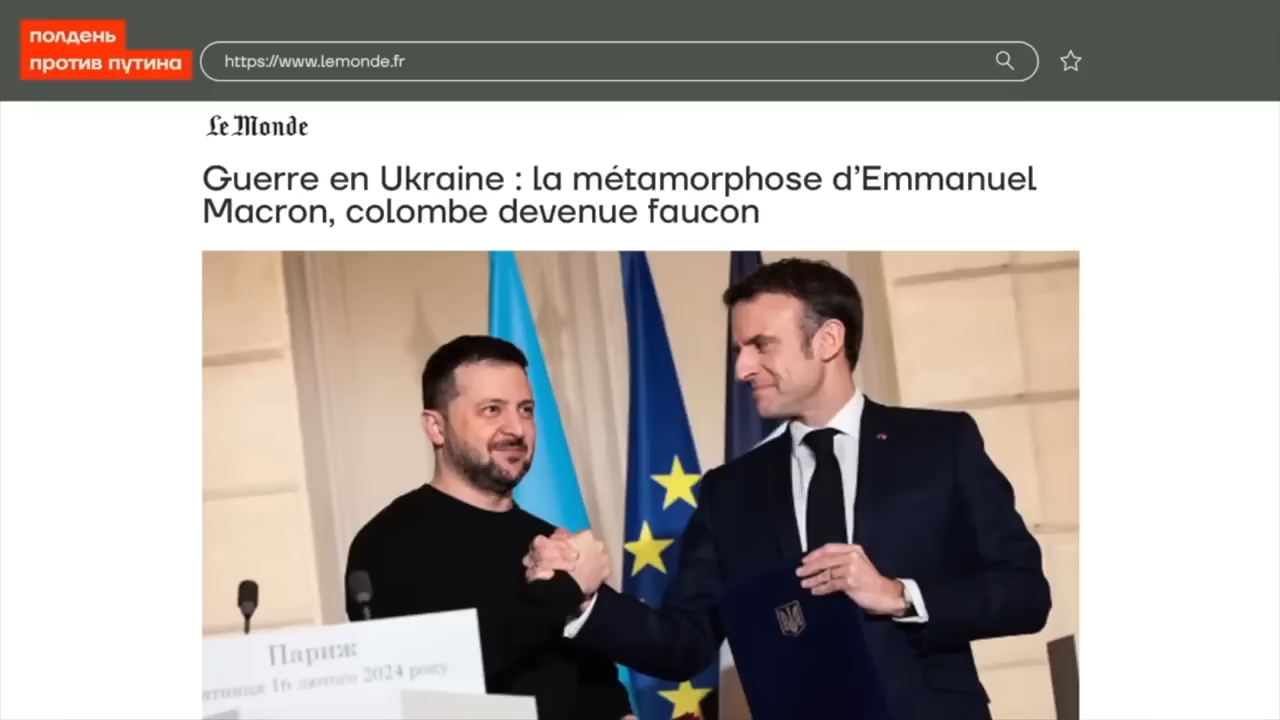 полдень
против путина
https://www.lemonde.fr
Le Monde
Guerre en Ukraine : la métamorphose d’Emmanuel
Macron, colombe devenue faucon
Париж
16 лютого 2024 року